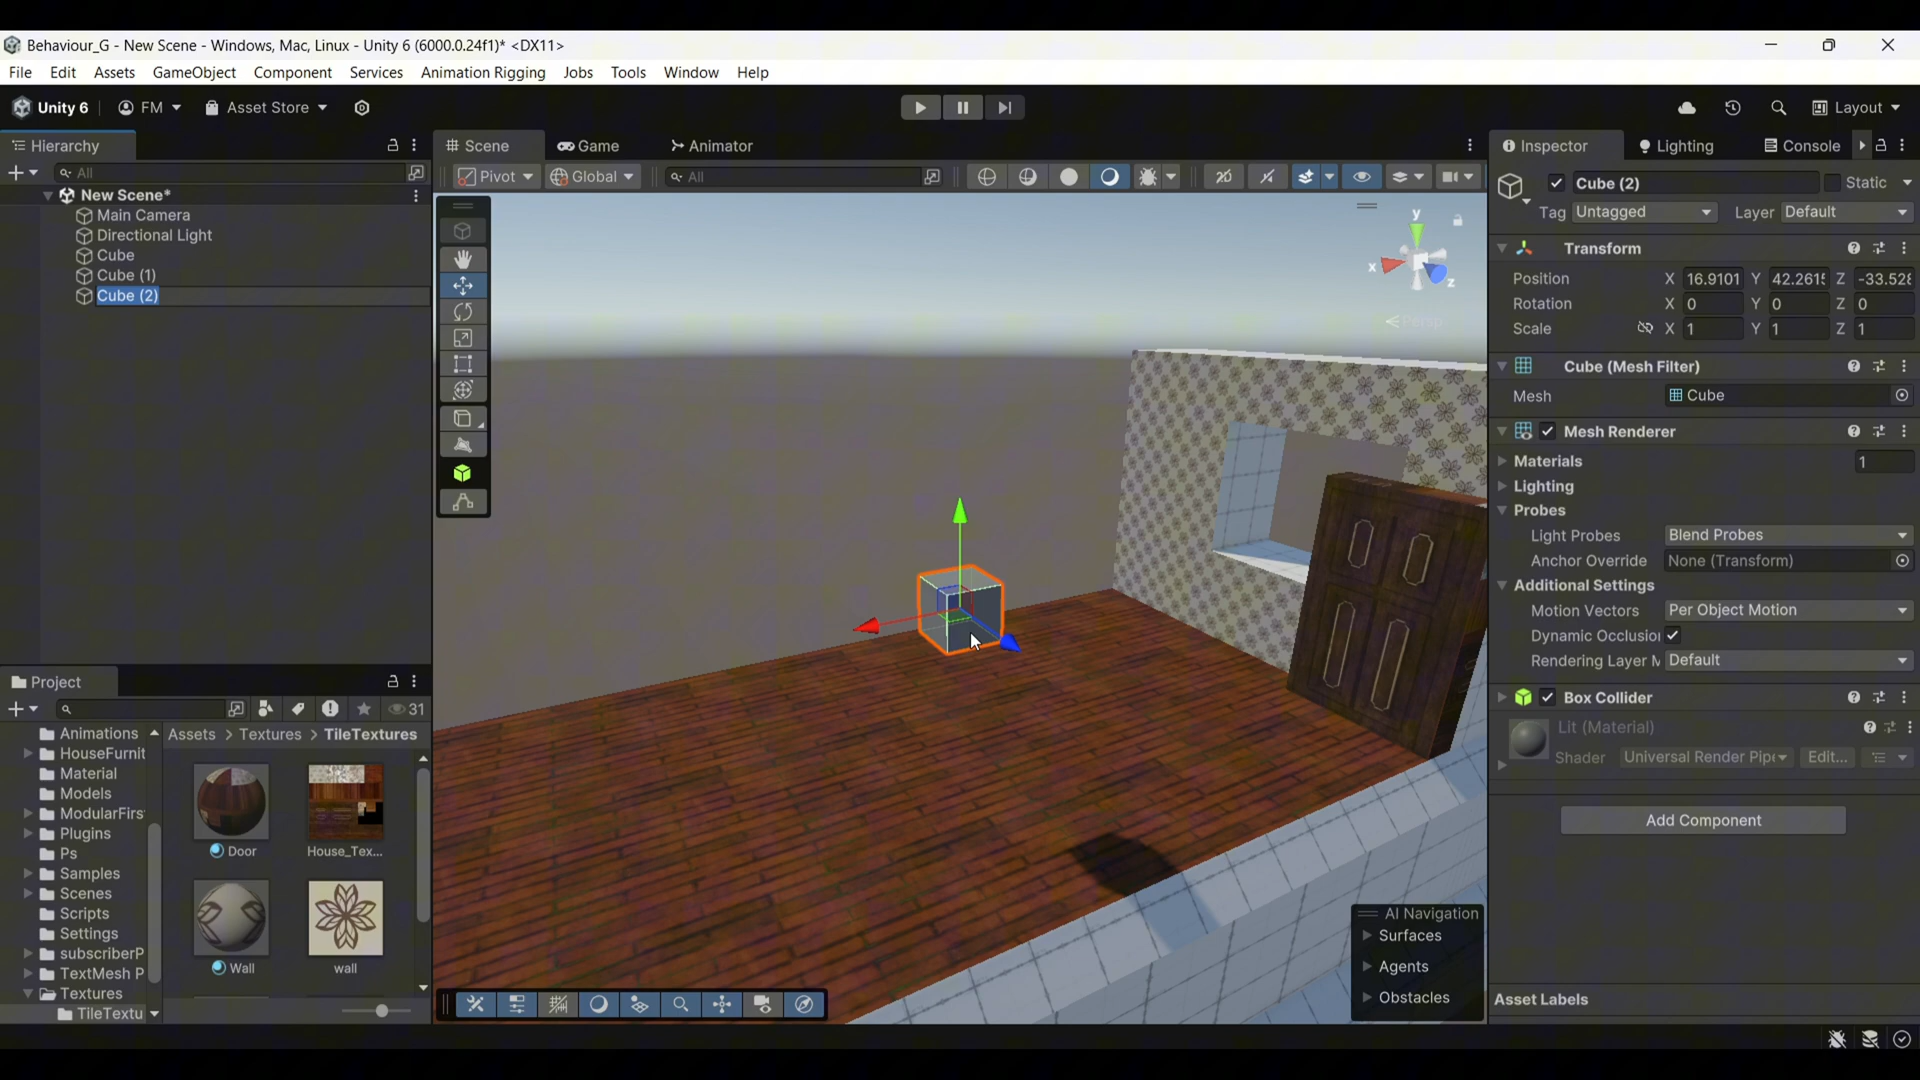 Behaviour_G - New Scene - Windows, Mac, Linux - Unity 6 (6000.0.24f1)* <DX11>
File Edit Assets GameObject Component Services Animation Rigging Jobs Tools Window Help
Unity 6 FM Asset Store Layout
Hierarchy
All
New Scene*
Main Camera
Directional Light
Cube
Cube (1)
Cube (2)
Scene Game Animator
Pivot Global All
y
x
z
Persp
Inspector Lighting Console
Cube (2) Static
Tag Untagged Layer Default
Transform
Position X 16.9101 Y 42.2615 Z -33.528
Rotation X 0 Y 0 Z 0
Scale X 1 Y 1 Z 1
Cube (Mesh Filter)
Mesh Cube
Mesh Renderer
Materials 1
Lighting
Probes
Light Probes Blend Probes
Anchor Override None (Transform)
Additional Settings
Motion Vectors Per Object Motion
Dynamic Occlusion
Rendering Layer M Default
Box Collider
Lit (Material)
Shader Universal Render Pipe Edit...
Add Component
Asset Labels
Project
31
Animations
HouseFurnit
Material
Models
ModularFirs
Plugins
Ps
Samples
Scenes
Scripts
Settings
subscriberP
TextMesh P
Textures
TileTextu
Assets > Textures > TileTextures
Door House_Tex...
Wall wall
AI Navigation
Surfaces
Agents
Obstacles